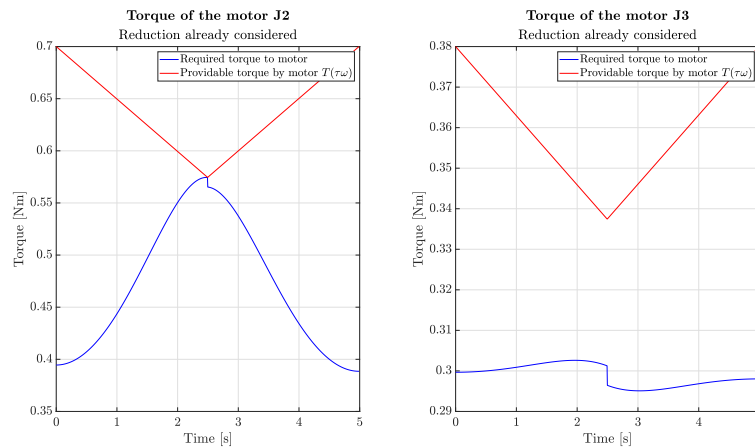 Torque of the motor J2
Reduction already considered
0.7
0.65
0.6
0.55
0.5
0.45
0.4
0.35
Torque [Nm]
Required torque to motor
Providable torque by motor T(τω)
0 1 2 3 4 5
Time [s]
Torque of the motor J3
Reduction already considered
0.38
0.37
0.36
0.35
0.34
0.33
0.32
0.31
0.3
0.29
Torque [Nm]
Required torque to motor
Providable torque by motor T(τω)
0 1 2 3 4
Time [s]